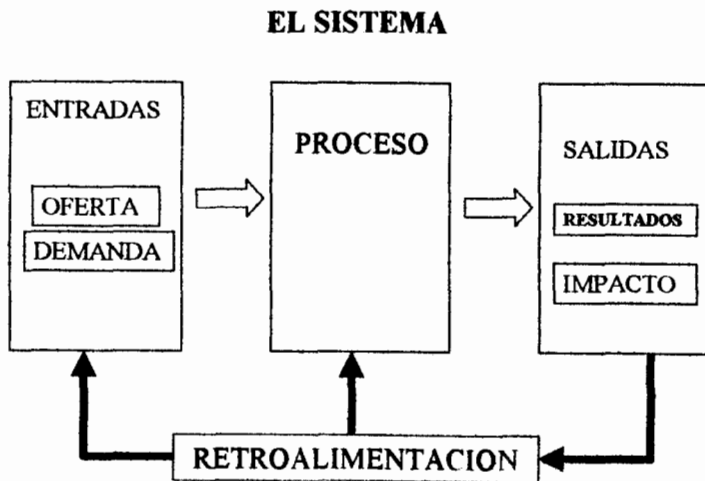 EL SISTEMA
ENTRADAS
OFERTA
DEMANDA
PROCESO
SALIDAS
RESULTADOS
IMPACTO
RETROALIMENTACION